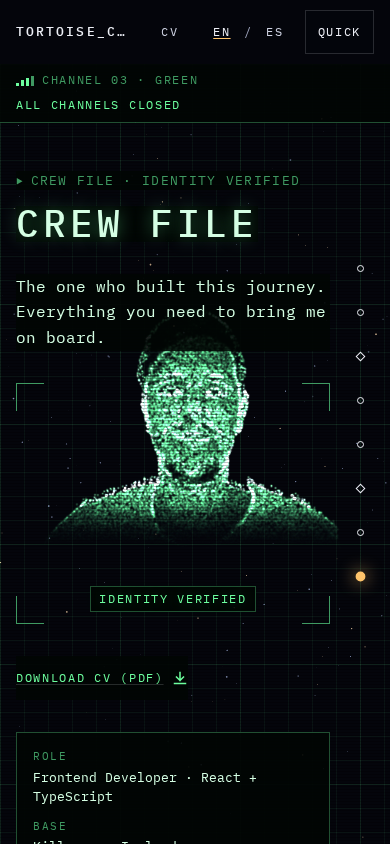 TORTOISE_C… CV EN / ES QUICK
CHANNEL 03 · GREEN
ALL CHANNELS CLOSED
▸ CREW FILE · IDENTITY VERIFIED
CREW FILE
The one who built this journey.
Everything you need to bring me
on board.
IDENTITY VERIFIED
DOWNLOAD CV (PDF)
ROLE
Frontend Developer · React +
TypeScript
BASE